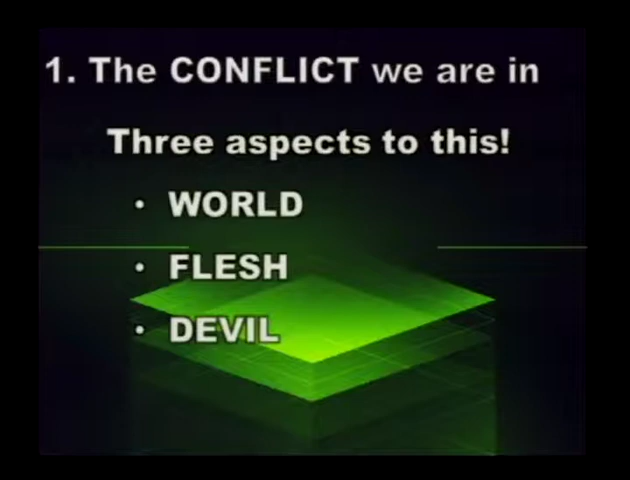 1. The CONFLICT we are in
Three aspects to this!
• WORLD
• FLESH
• DEVIL